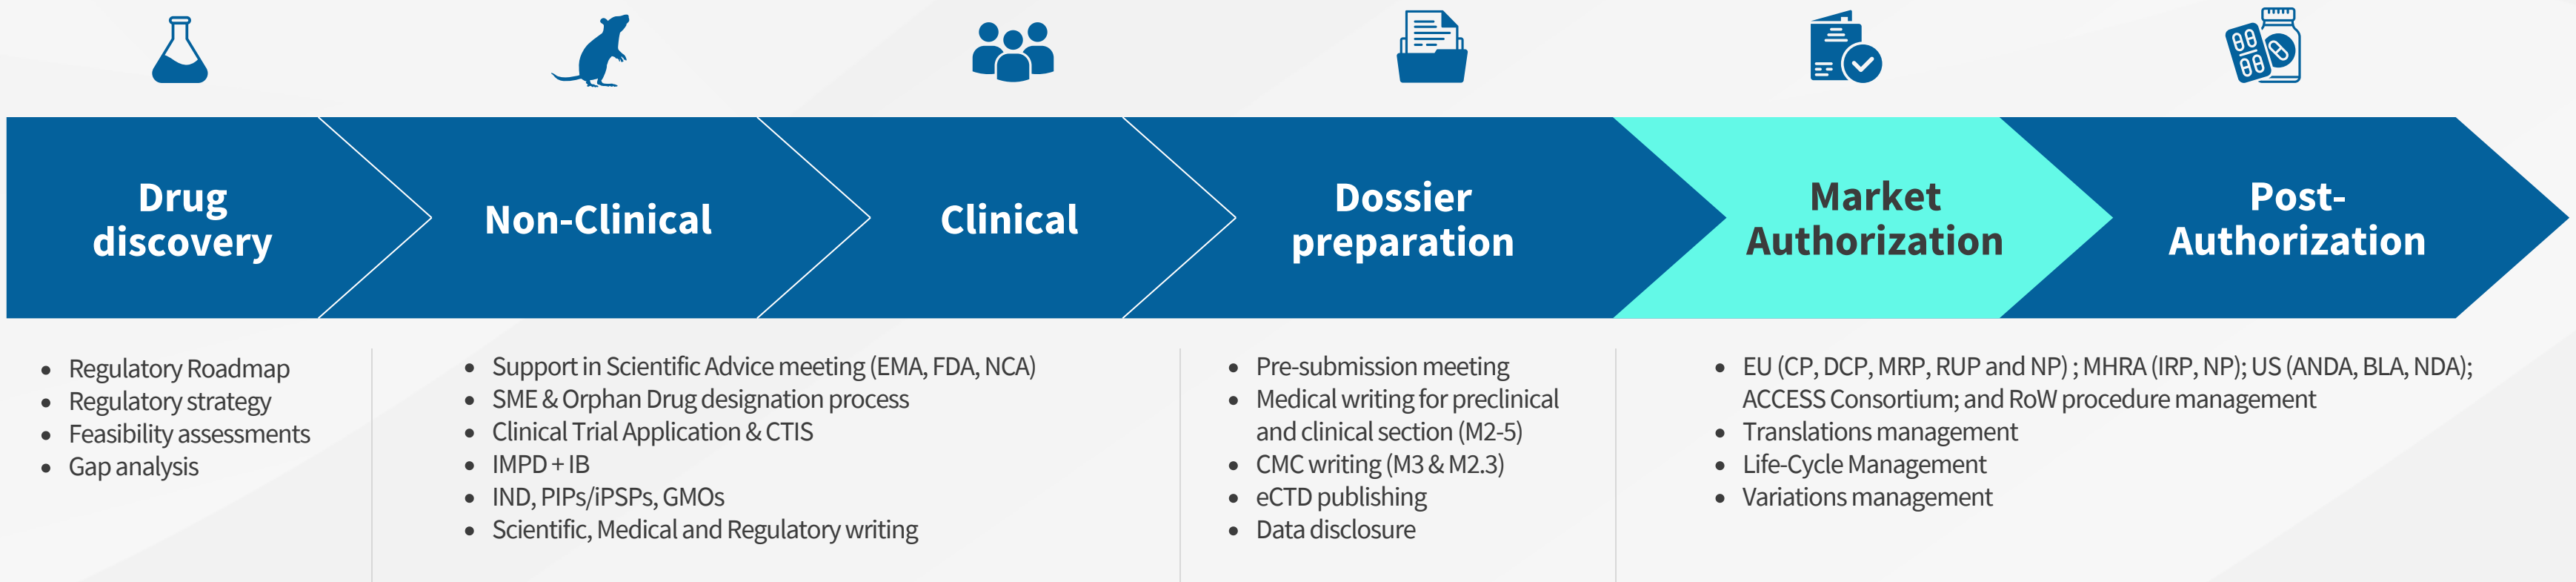 Drug
discovery
Non-Clinical
Clinical
Dossier
preparation
Market
Authorization
Post-
Authorization
• Regulatory Roadmap
• Regulatory strategy
• Feasibility assessments
• Gap analysis
• Support in Scientific Advice meeting (EMA, FDA, NCA)
• SME & Orphan Drug designation process
• Clinical Trial Application & CTIS
• IMPD + IB
• IND, PIPs/iPSPs, GMOs
• Scientific, Medical and Regulatory writing
• Pre-submission meeting
• Medical writing for preclinical
and clinical section (M2-5)
• CMC writing (M3 & M2.3)
• eCTD publishing
• Data disclosure
• EU (CP, DCP, MRP, RUP and NP) ; MHRA (IRP, NP); US (ANDA, BLA, NDA);
ACCESS Consortium; and RoW procedure management
• Translations management
• Life-Cycle Management
• Variations management